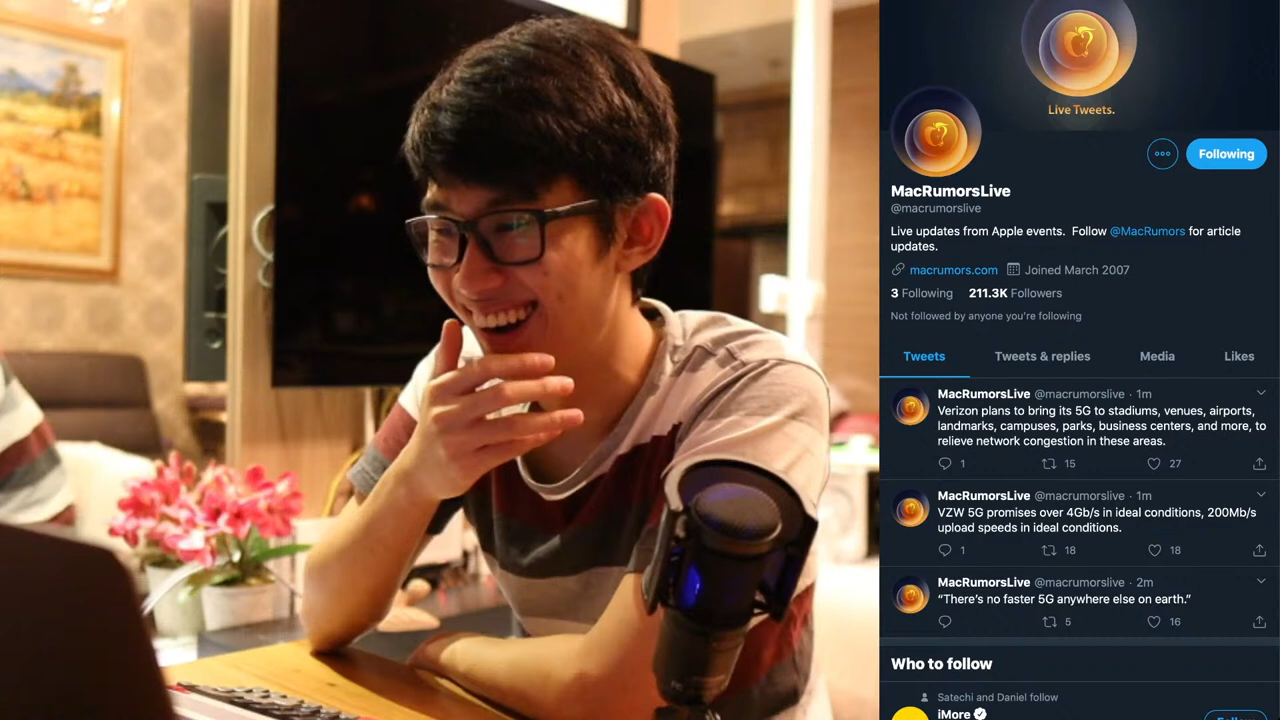 Live Tweets.
Following
MacRumorsLive
@macrumorslive
Live updates from Apple events. Follow @MacRumors for article
updates.
macrumors.com Joined March 2007
3 Following 211.3K Followers
Not followed by anyone you're following
Tweets Tweets & replies Media Likes
MacRumorsLive @macrumorslive · 1m
Verizon plans to bring its 5G to stadiums, venues, airports,
landmarks, campuses, parks, business centers, and more, to
relieve network congestion in these areas.
1 15 27
MacRumorsLive @macrumorslive · 1m
VZW 5G promises over 4Gb/s in ideal conditions, 200Mb/s
upload speeds in ideal conditions.
1 18 18
MacRumorsLive @macrumorslive · 2m
“There's no faster 5G anywhere else on earth.”
5 16
Who to follow
Satechi and Daniel follow
iMore